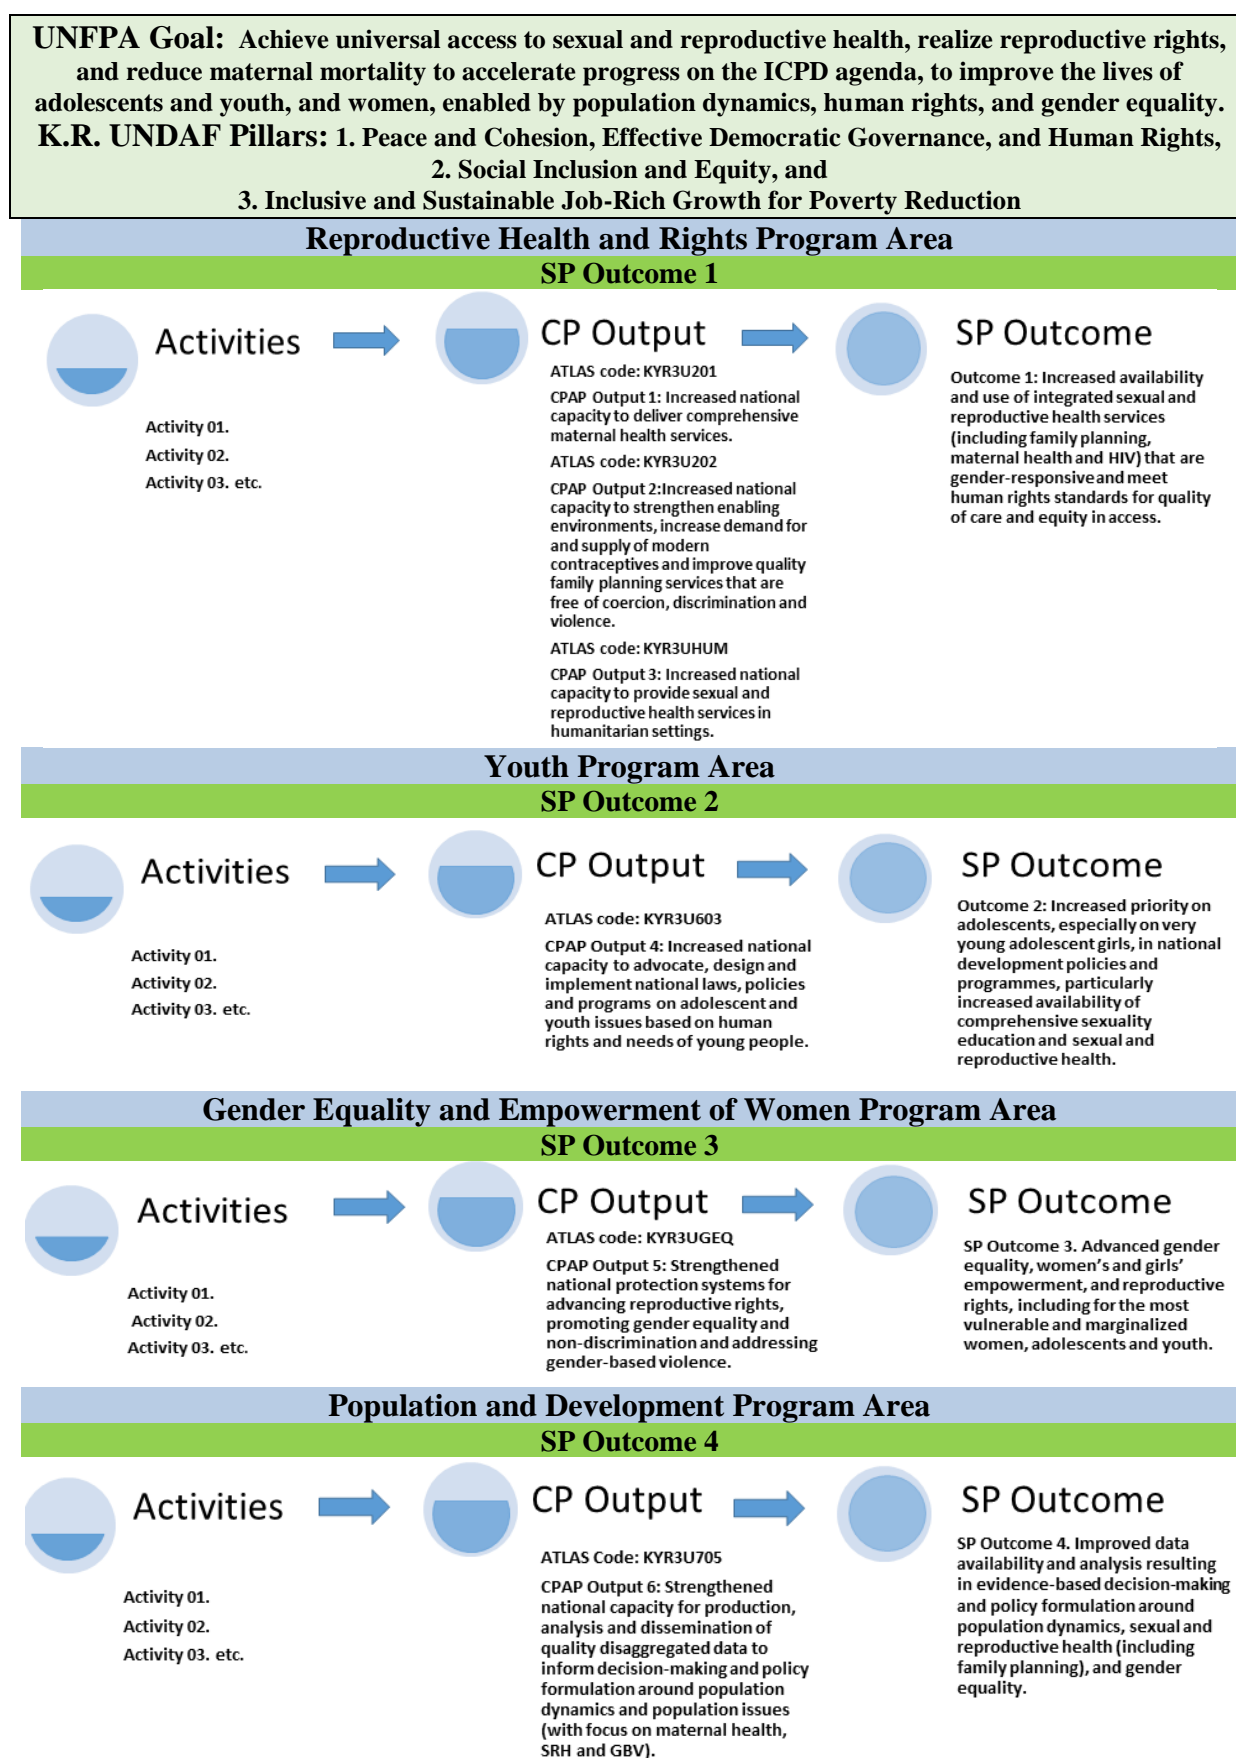 UNFPA Goal: Achieve universal access to sexual and reproductive health, realize reproductive rights,
and reduce maternal mortality to accelerate progress on the ICPD agenda, to improve the lives of
adolescents and youth, and women, enabled by population dynamics, human rights, and gender equality.
K.R. UNDAF Pillars: 1. Peace and Cohesion, Effective Democratic Governance, and Human Rights,
2. Social Inclusion and Equity, and
3. Inclusive and Sustainable Job-Rich Growth for Poverty Reduction
Reproductive Health and Rights Program Area
SP Outcome 1
Activities
Activity 01.
Activity 02.
Activity 03. etc.
CP Output
ATLAS code: KYR3U201
CPAP Output 1: Increased national
capacity to deliver comprehensive
maternal health services.
ATLAS code: KYR3U202
CPAP Output 2:Increased national
capacity to strengthen enabling
environments, increase demand for
and supply of modern
contraceptives and improve quality
family planning services that are
free of coercion, discrimination and
violence.
ATLAS code: KYR3UHUM
CPAP Output 3: Increased national
capacity to provide sexual and
reproductive health services in
humanitarian settings.
SP Outcome
Outcome 1: Increased availability
and use of integrated sexual and
reproductive health services
(including family planning,
maternal health and HIV) that are
gender-responsive and meet
human rights standards for quality
of care and equity in access.
Youth Program Area
SP Outcome 2
Activities
Activity 01.
Activity 02.
Activity 03. etc.
CP Output
ATLAS code: KYR3U603
CPAP Output 4: Increased national
capacity to advocate, design and
implement national laws, policies
and programs on adolescent and
youth issues based on human
rights and needs of young people.
SP Outcome
Outcome 2: Increased priority on
adolescents, especially on very
young adolescent girls, in national
development policies and
programmes, particularly
increased availability of
comprehensive sexuality
education and sexual and
reproductive health.
Gender Equality and Empowerment of Women Program Area
SP Outcome 3
Activities
Activity 01.
Activity 02.
Activity 03. etc.
CP Output
ATLAS code: KYR3UGEQ
CPAP Output 5: Strengthened
national protection systems for
advancing reproductive rights,
promoting gender equality and
non-discrimination and addressing
gender-based violence.
SP Outcome
SP Outcome 3. Advanced gender
equality, women's and girls'
empowerment, and reproductive
rights, including for the most
vulnerable and marginalized
women, adolescents and youth.
Population and Development Program Area
SP Outcome 4
Activities
Activity 01.
Activity 02.
Activity 03. etc.
CP Output
ATLAS Code: KYR3U705
CPAP Output 6: Strengthened
national capacity for production,
analysis and dissemination of
quality disaggregated data to
inform decision-making and policy
formulation around population
dynamics and population issues
(with focus on maternal health,
SRH and GBV).
SP Outcome
SP Outcome 4. Improved data
availability and analysis resulting
in evidence-based decision-making
and policy formulation around
population dynamics, sexual and
reproductive health (including
family planning), and gender
equality.